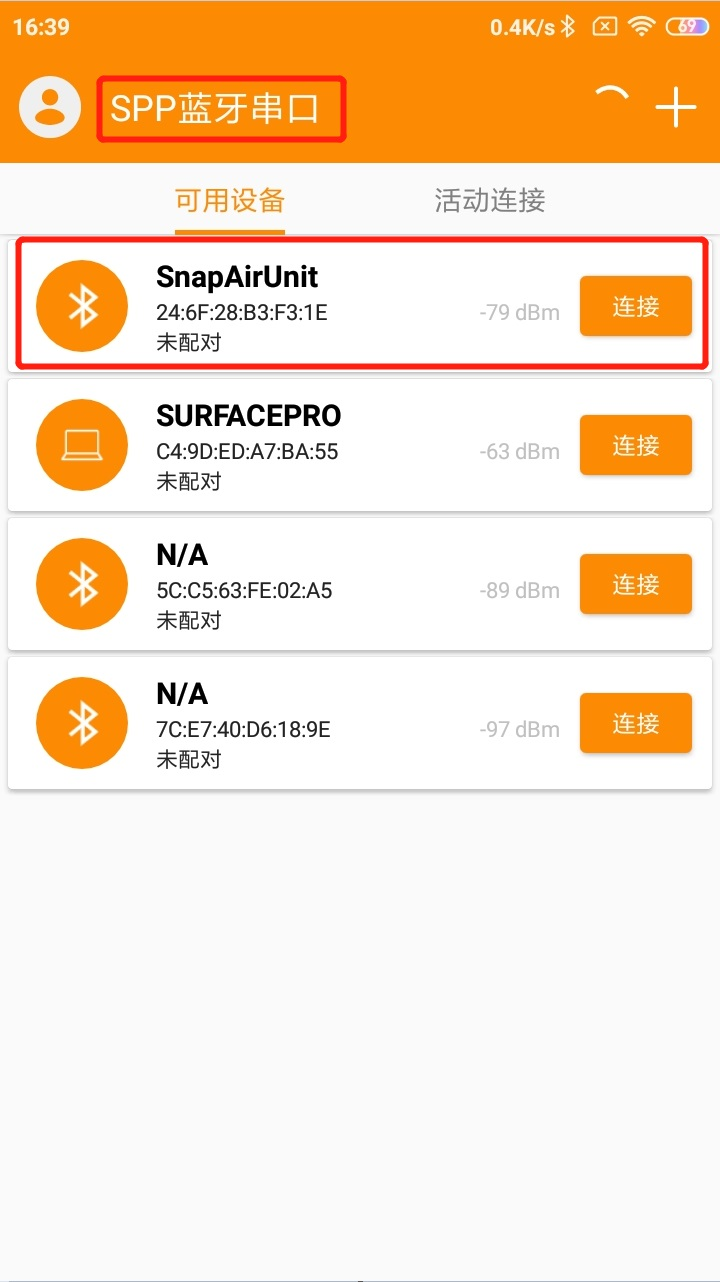 16:39 0.4K/s 69
SPP蓝牙串口
可用设备 活动连接
SnapAirUnit
24:6F:28:B3:F3:1E -79 dBm 连接
未配对
SURFACEPRO
C4:9D:ED:A7:BA:55 -63 dBm 连接
未配对
N/A
5C:C5:63:FE:02:A5 -89 dBm 连接
未配对
N/A
7C:E7:40:D6:18:9E -97 dBm 连接
未配对